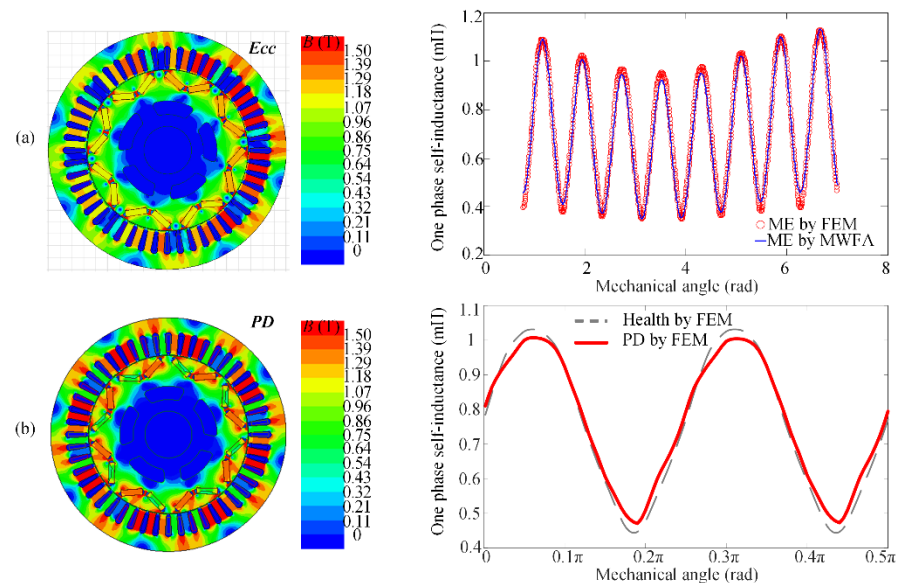 (a)
Ecc
B (T)
1.50
1.39
1.29
1.18
1.07
0.96
0.86
0.75
0.64
0.54
0.43
0.32
0.21
0.11
0
One phase self-inductance (mΠ)
1.2
1
0.8
0.6
0.4
0.2
0
2
4
6
8
ME by FEM
ME by MWFΛ
Mechanical angle (rad)
(b)
PD
B (T)
1.50
1.39
1.29
1.18
1.07
0.96
0.86
0.75
0.64
0.54
0.43
0.32
0.21
0.11
0
One phase self-inductance (mΠ)
1.1
1
0.9
0.8
0.7
0.6
0.5
0.4
0
0.1π
0.2π
0.3π
0.4π
0.5π
Health by FEM
PD by FEM
Mechanical angle (rad)